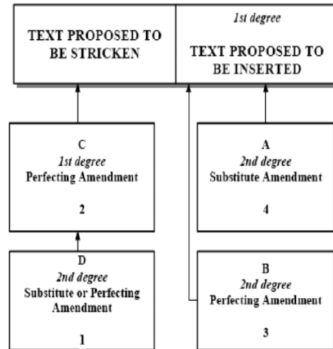 TEXT PROPOSED TO
BE STRICKEN
1st degree
TEXT PROPOSED TO
BE INSERTED
C
1st degree
Perfecting Amendment
2
A
2nd degree
Substitute Amendment
4
D
2nd degree
Substitute or Perfecting
Amendment
1
B
2nd degree
Perfecting Amendment
3